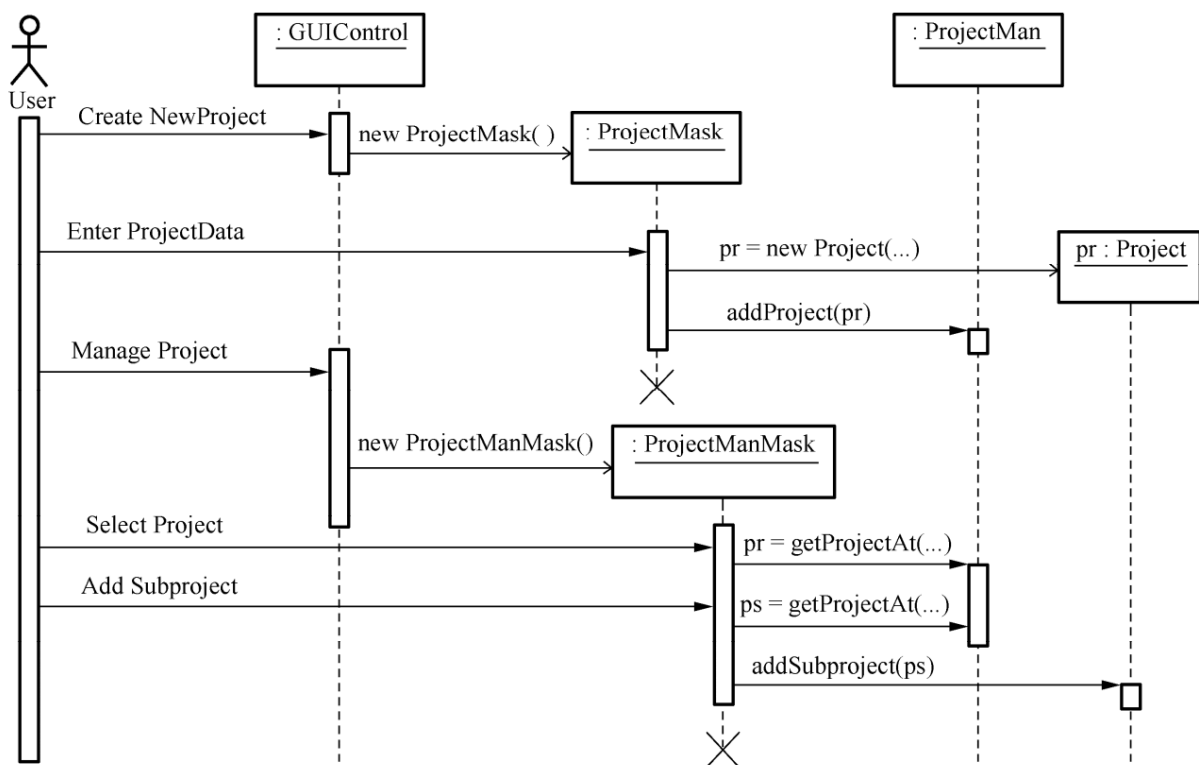 : GUIControl
: ProjectMan
User
Create NewProject
new ProjectMask( )
: ProjectMask
Enter ProjectData
pr = new Project(...)
pr : Project
addProject(pr)
Manage Project
new ProjectManMask()
: ProjectManMask
Select Project
pr = getProjectAt(...)
Add Subproject
ps = getProjectAt(...)
addSubproject(ps)